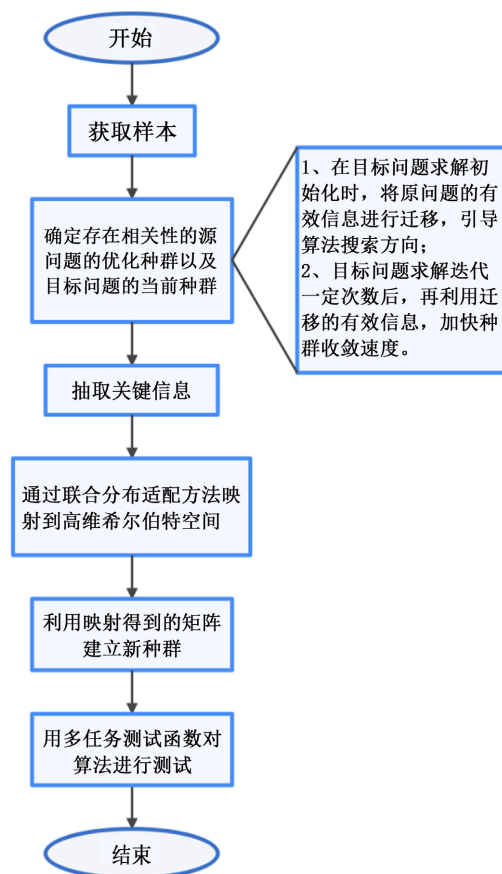 开始
获取样本
确定存在相关性的源
问题的优化种群以及
目标问题的当前种群
1、在目标问题求解初
始化时，将原问题的有
效信息进行迁移，引导
算法搜索方向；
2、目标问题求解迭代
一定次数后，再利用迁
移的有效信息，加快种
群收敛速度。
抽取关键信息
通过联合分布适配方法映
射到高维希尔伯特空间
利用映射得到的矩阵
建立新种群
用多任务测试函数对
算法进行测试
结束